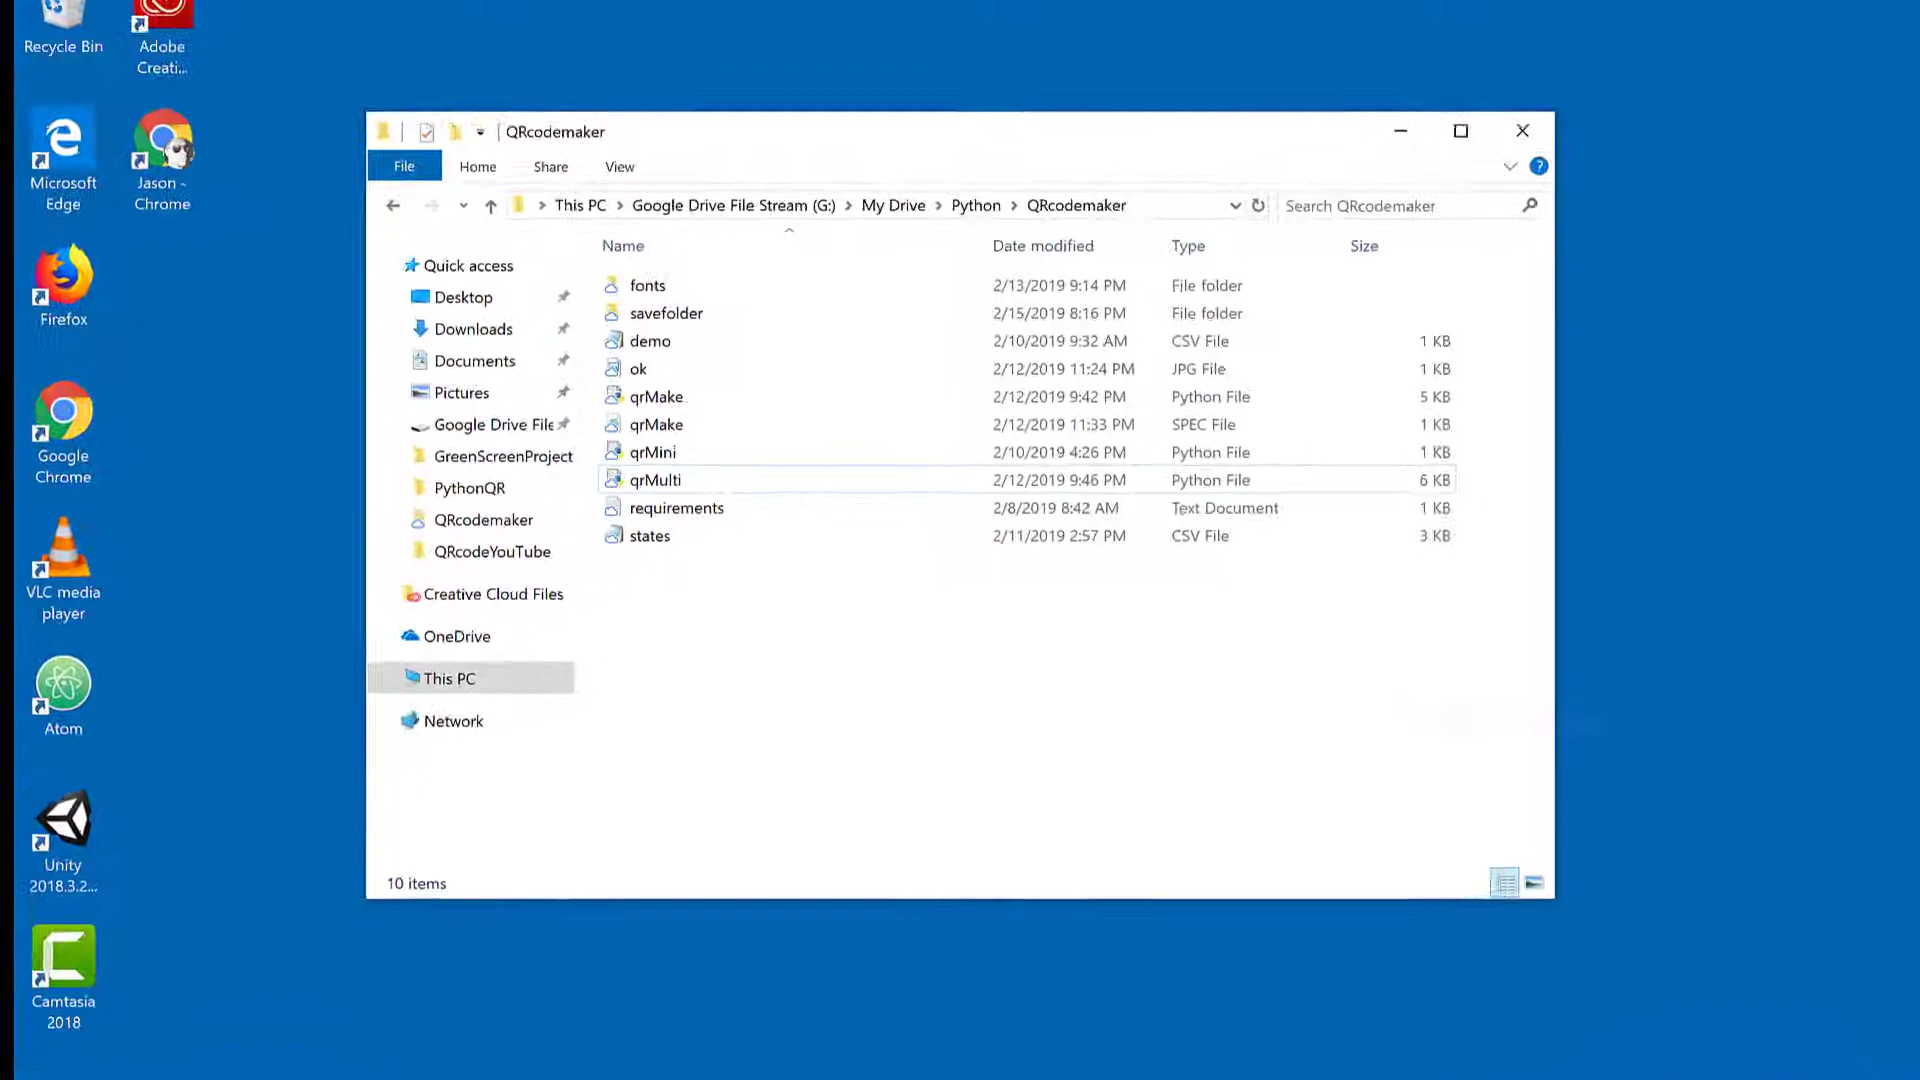 Recycle Bin
Adobe
Creati...
Microsoft
Edge
Jason -
Chrome
Firefox
Google
Chrome
VLC media
player
Atom
Unity
2018.3.2...
Camtasia
2018
QRcodemaker
File Home Share View
This PC Google Drive File Stream (G:) My Drive Python QRcodemaker Search QRcodemaker
Name Date modified Type Size
Quick access
Desktop
Downloads
Documents
Pictures
Google Drive File
GreenScreenProject
PythonQR
QRcodemaker
QRcodeYouTube
Creative Cloud Files
OneDrive
This PC
Network
fonts 2/13/2019 9:14 PM File folder
savefolder 2/15/2019 8:16 PM File folder
demo 2/10/2019 9:32 AM CSV File 1 KB
ok 2/12/2019 11:24 PM JPG File 1 KB
qrMake 2/12/2019 9:42 PM Python File 5 KB
qrMake 2/12/2019 11:33 PM SPEC File 1 KB
qrMini 2/10/2019 4:26 PM Python File 1 KB
qrMulti 2/12/2019 9:46 PM Python File 6 KB
requirements 2/8/2019 8:42 AM Text Document 1 KB
states 2/11/2019 2:57 PM CSV File 3 KB
10 items